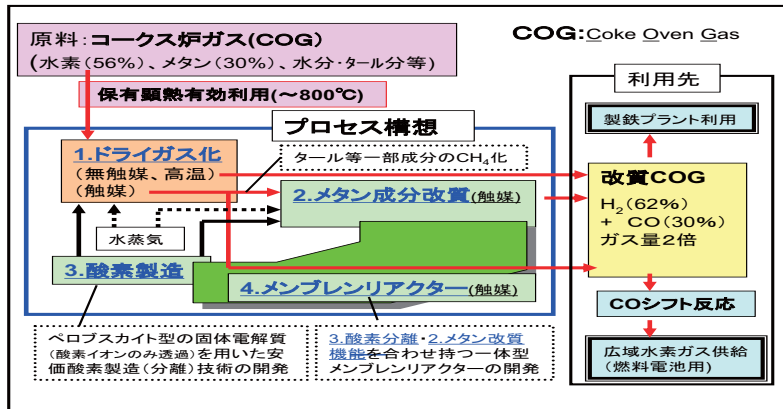 原料：コークス炉ガス(COG)
(水素(56%)、メタン(30%)、水分・タール分等)
COG:Coke Oven Gas
保有顕熱有効利用(～800℃)
利用先
プロセス構想
製鉄プラント利用
1.ドライガス化
(無触媒、高温)
(触媒)
タール等一部成分のCH₄化
2.メタン成分改質(触媒)
改質COG
H₂(62%)
+ CO(30%)
ガス量2倍
水蒸気
3.酸素製造
4.メンブレンリアクター(触媒)
COシフト反応
ペロブスカイト型の固体電解質
(酸素イオンのみ透過)を用いた安
価酸素製造(分離)技術の開発
3.酸素分離・2.メタン改質
機能を合わせ持つ一体型
メンブレンリアクターの開発
広域水素ガス供給
(燃料電池用)